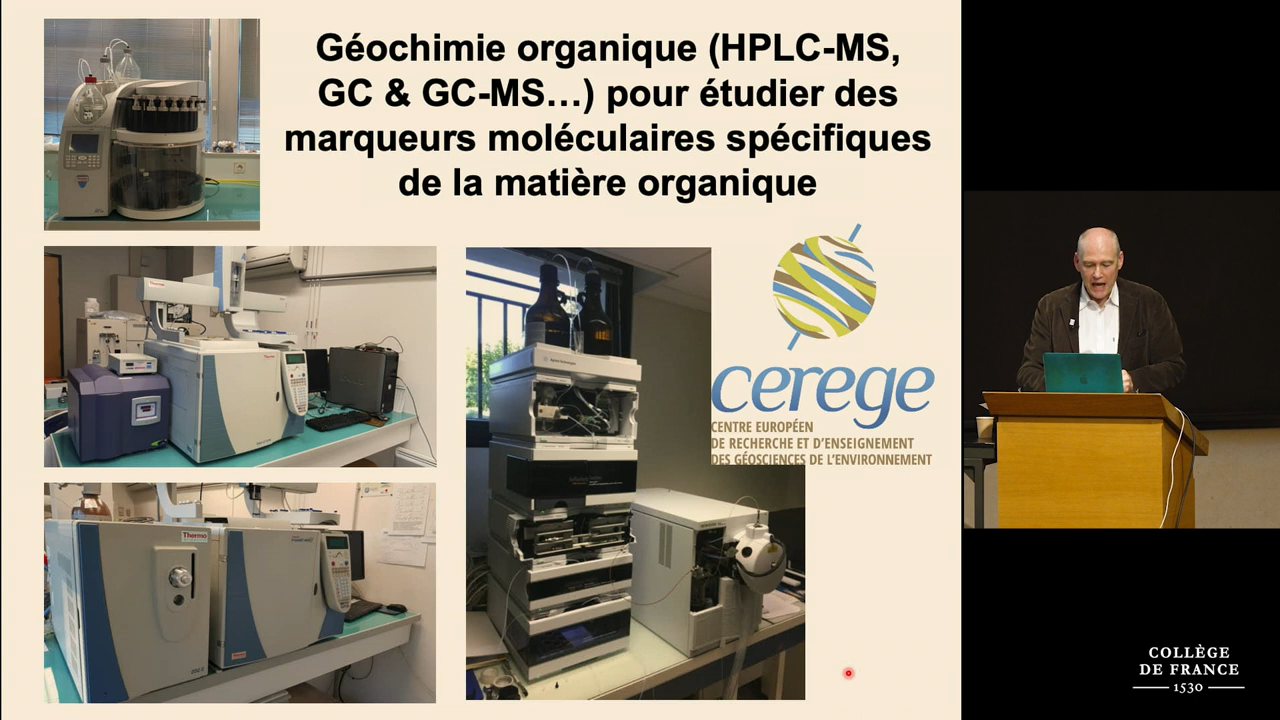 Géochimie organique (HPLC-MS,
GC & GC-MS...) pour étudier des
marqueurs moléculaires spécifiques
de la matière organique
cerege
CENTRE EUROPÉEN
DE RECHERCHE ET D'ENSEIGNEMENT
DES GÉOSCIENCES DE L'ENVIRONNEMENT
Thermo
COLLÈGE
DE FRANCE
1530